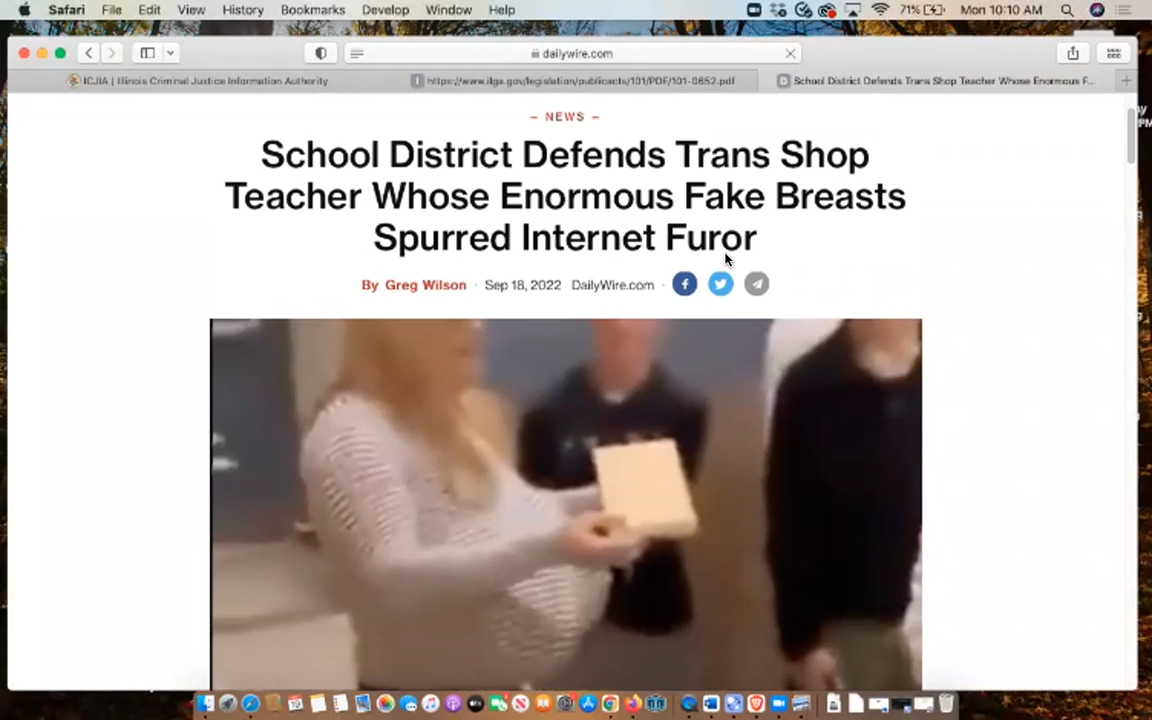 Safari File Edit View History Bookmarks Develop Window Help 71% Mon 10:10 AM
dailywire.com
ICJIA | Illinois Criminal Justice Information Authority https://www.ilga.gov/legislation/publicacts/101/PDF/101-0652.pdf School District Defends Trans Shop Teacher Whose Enormous F...
– NEWS –
School District Defends Trans Shop
Teacher Whose Enormous Fake Breasts
Spurred Internet Furor
By Greg Wilson · Sep 18, 2022 DailyWire.com ·